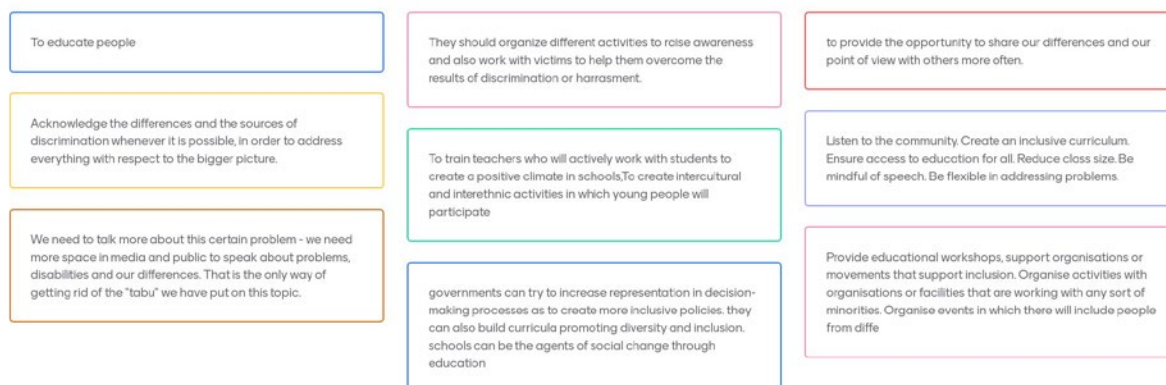 To educate people
Acknowledge the differences and the sources of
discrimination whenever it is possible, in order to address
everything with respect to the bigger picture.
We need to talk more about this certain problem - we need
more space in media and public to speak about problems,
disabilities and our differences. That is the only way of
getting rid of the "tabu" we have put on this topic.
They should organize different activities to raise awareness
and also work with victims to help them overcome the
results of discrimination or harrasment.
To train teachers who will actively work with students to
create a positive climate in schools,To create intercultural
and interethnic activities in which young people will
participate
governments can try to increase representation in decision-
making processes as to create more inclusive policies. they
can also build curricula promoting diversity and inclusion.
schools can be the agents of social change through
education
to provide the opportunity to share our differences and our
point of view with others more often.
Listen to the community. Create an inclusive curriculum.
Ensure access to education for all. Reduce class size. Be
mindful of speech. Be flexible in addressing problems.
Provide educational workshops, support organisations or
movements that support inclusion. Organise activities with
organisations or facilities that are working with any sort of
minorities. Organise events in which there will include people
from diffe